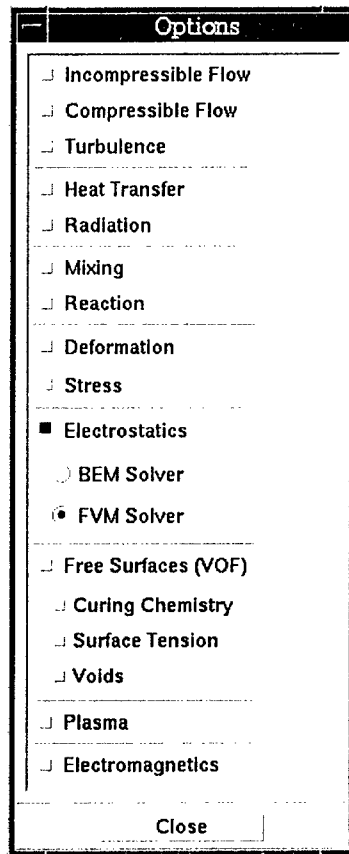 Options
Incompressible Flow
Compressible Flow
Turbulence
Heat Transfer
Radiation
Mixing
Reaction
Deformation
Stress
Electrostatics
BEM Solver
FVM Solver
Free Surfaces (VOF)
Curing Chemistry
Surface Tension
Voids
Plasma
Electromagnetics
Close